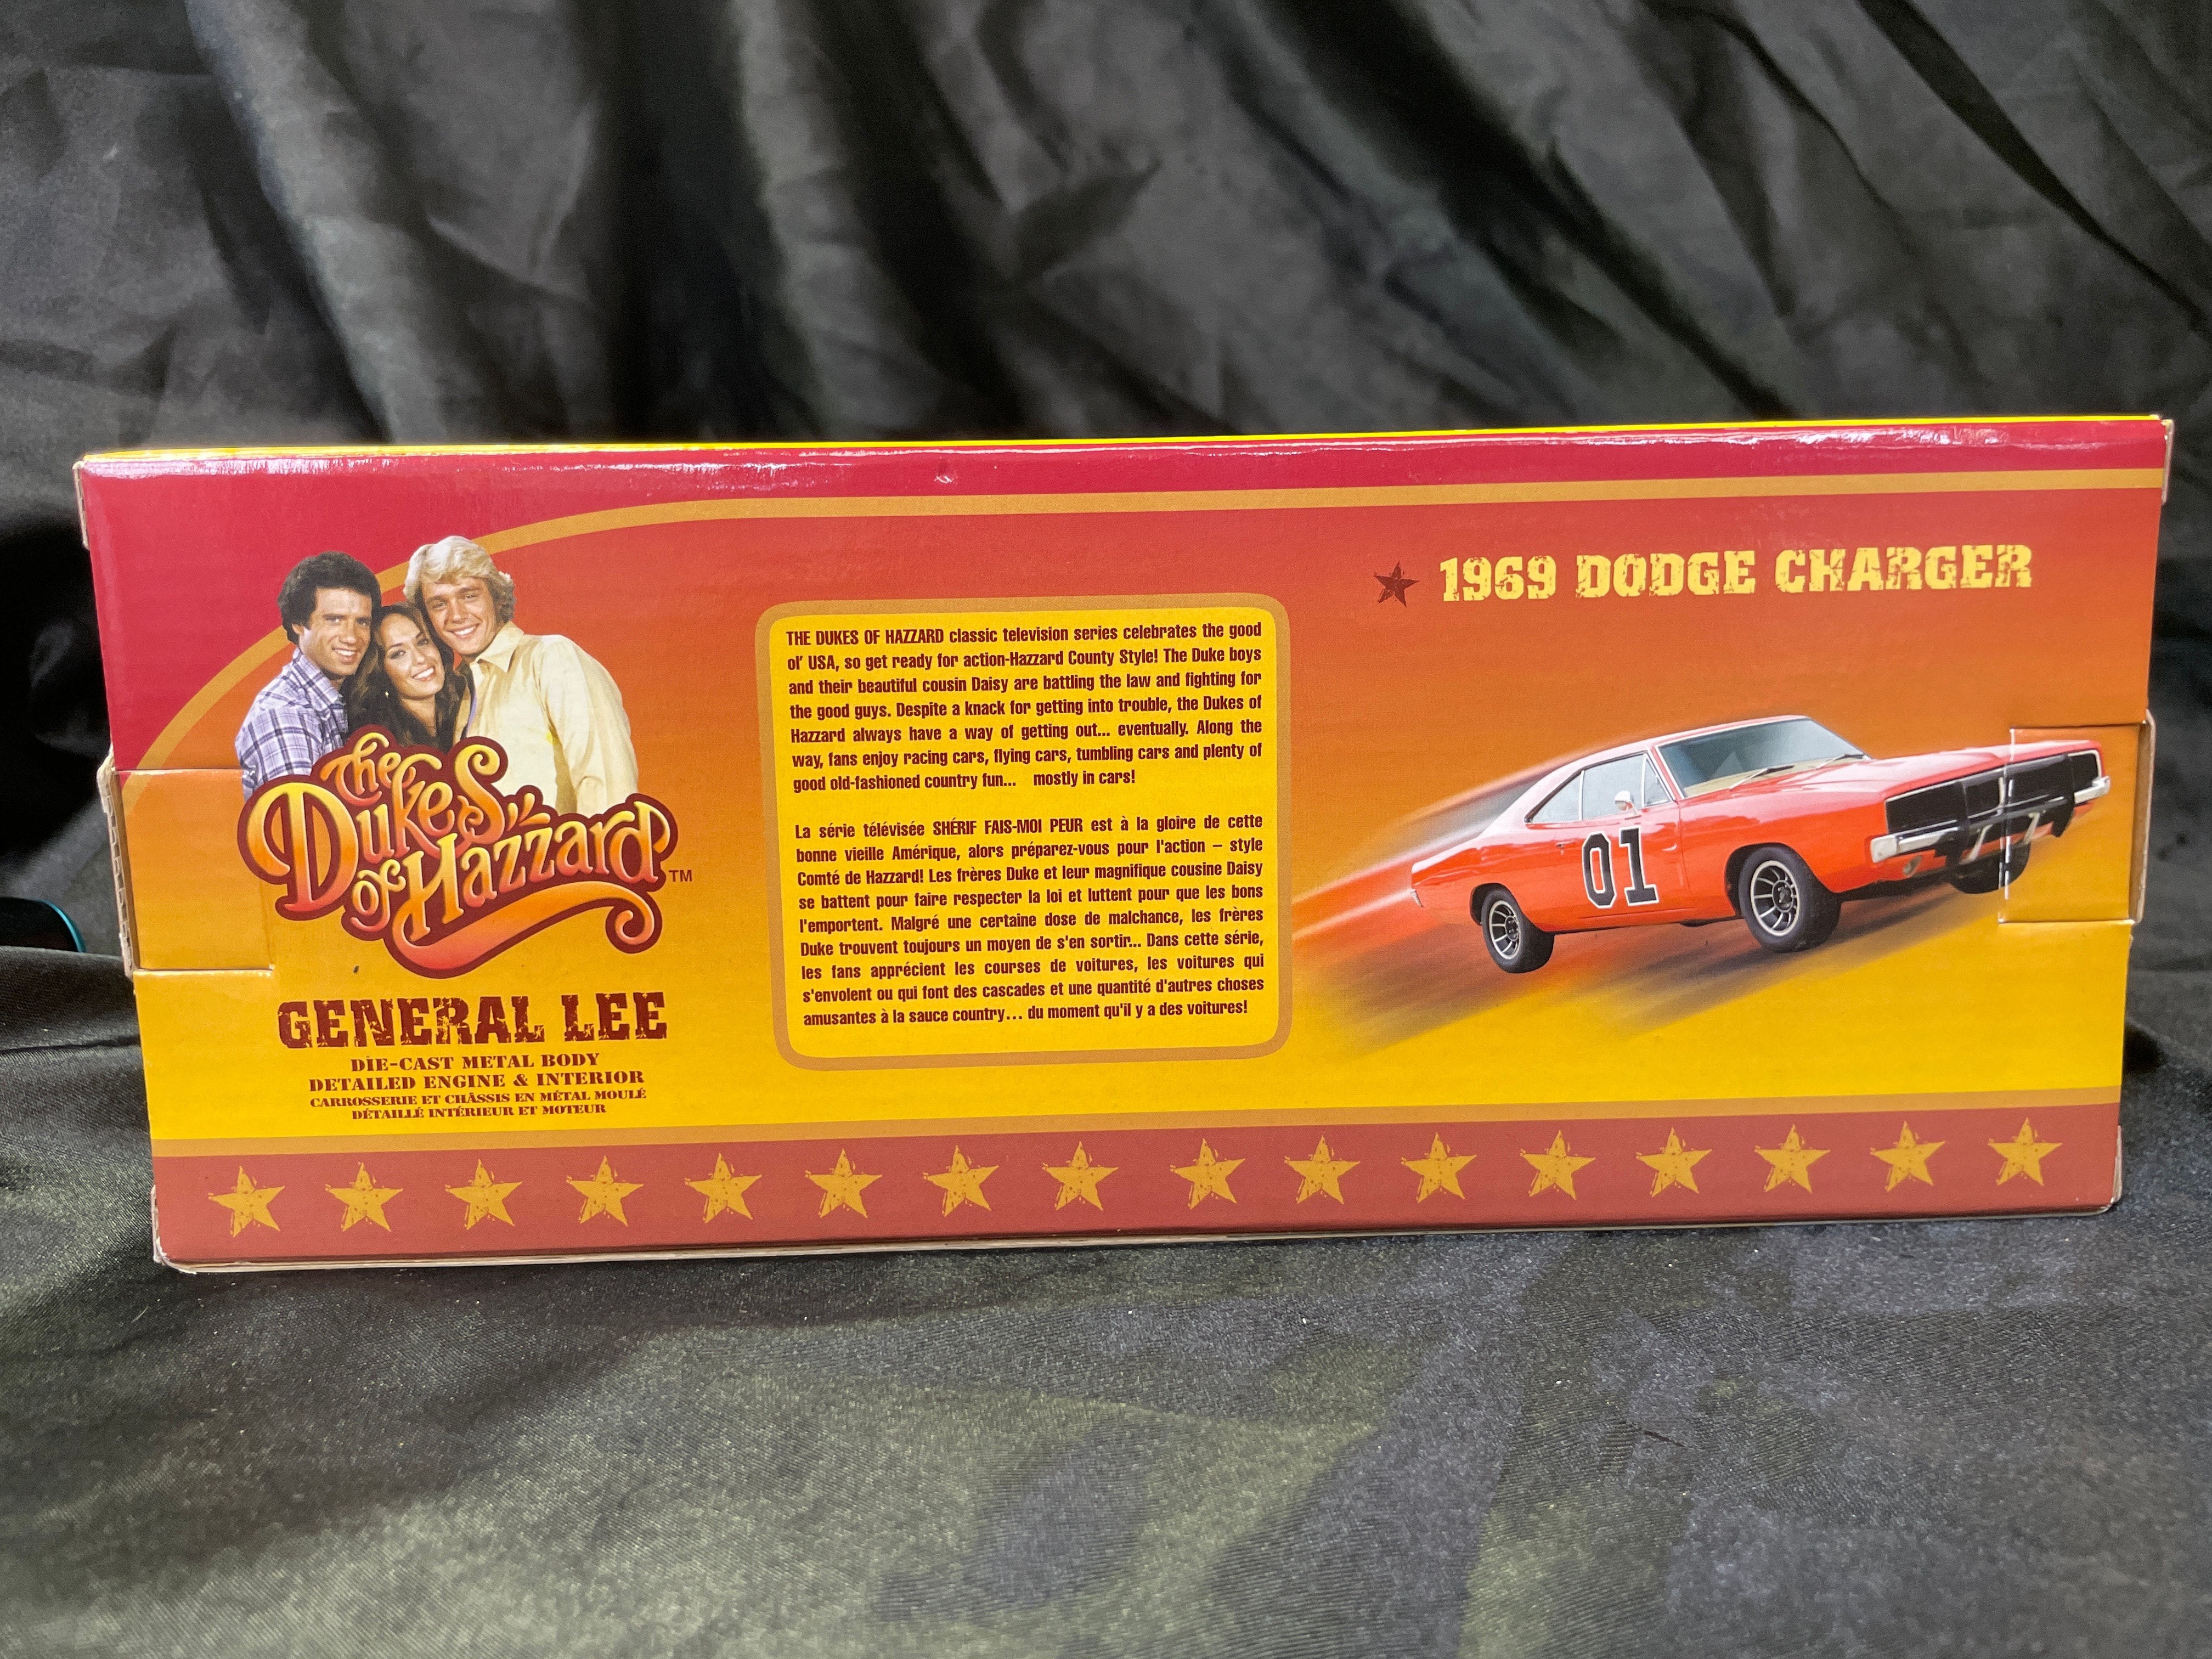 The
Dukes
of Hazzard™
GENERAL LEE
DIE-CAST METAL BODY
DETAILED ENGINE & INTERIOR
CARROSSERIE ET CHÂSSIS EN MÉTAL MOULÉ
DÉTAILLÉ INTÉRIEUR ET MOTEUR
THE DUKES OF HAZZARD classic television series celebrates the good
ol' USA, so get ready for action-Hazzard County Style! The Duke boys
and their beautiful cousin Daisy are battling the law and fighting for
the good guys. Despite a knack for getting into trouble, the Dukes of
Hazzard always have a way of getting out... eventually. Along the
way, fans enjoy racing cars, flying cars, tumbling cars and plenty of
good old-fashioned country fun... mostly in cars!
La série télévisée SHÉRIF FAIS-MOI PEUR est à la gloire de cette
bonne vieille Amérique, alors préparez-vous pour l'action – style
Comté de Hazzard! Les frères Duke et leur magnifique cousine Daisy
se battent pour faire respecter la loi et luttent pour que les bons
l'emportent. Malgré une certaine dose de malchance, les frères
Duke trouvent toujours un moyen de s'en sortir... Dans cette série,
les fans apprécient les courses de voitures, les voitures qui
s'envolent ou qui font des cascades et une quantité d'autres choses
amusantes à la sauce country... du moment qu'il y a des voitures!
1969 DODGE CHARGER
01